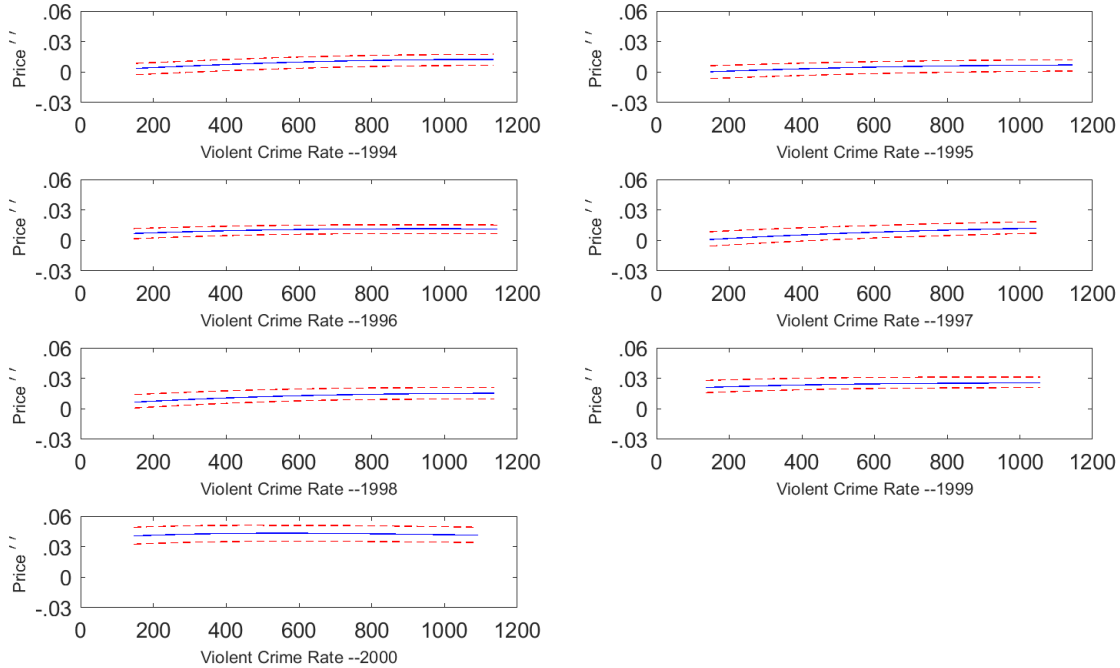 .06
.03
0
-.03
Price′′
0 200 400 600 800 1000 1200
Violent Crime Rate --1994
.06
.03
0
-.03
Price′′
0 200 400 600 800 1000 1200
Violent Crime Rate --1995
.06
.03
0
-.03
Price′′
0 200 400 600 800 1000 1200
Violent Crime Rate --1996
.06
.03
0
-.03
Price′′
0 200 400 600 800 1000 1200
Violent Crime Rate --1997
.06
.03
0
-.03
Price′′
0 200 400 600 800 1000 1200
Violent Crime Rate --1998
.06
.03
0
-.03
Price′′
0 200 400 600 800 1000 1200
Violent Crime Rate --1999
.06
.03
0
-.03
Price′′
0 200 400 600 800 1000 1200
Violent Crime Rate --2000